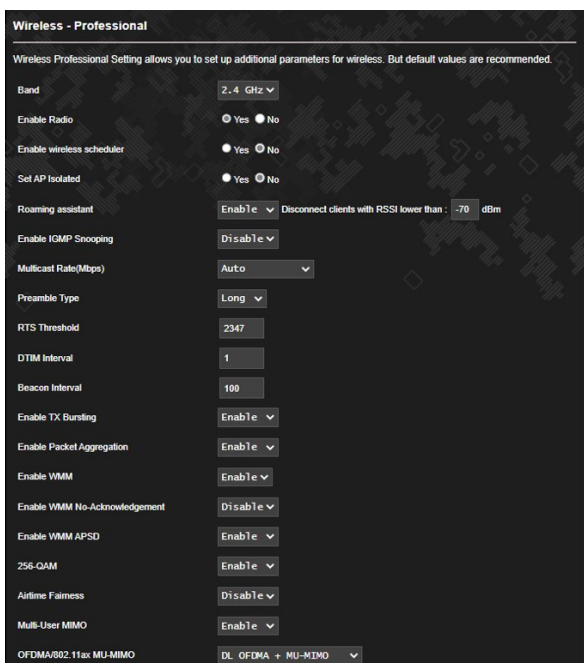 Wireless - Professional
Wireless Professional Setting allows you to set up additional parameters for wireless. But default values are recommended.
Band 2.4 GHz
Enable Radio Yes No
Enable wireless scheduler Yes No
Set AP Isolated Yes No
Roaming assistant Enable Disconnect clients with RSSI lower than : -70 dBm
Enable IGMP Snooping Disable
Multicast Rate(Mbps) Auto
Preamble Type Long
RTS Threshold 2347
DTIM Interval 1
Beacon Interval 100
Enable TX Bursting Enable
Enable Packet Aggregation Enable
Enable WMM Enable
Enable WMM No-Acknowledgement Disable
Enable WMM APSD Enable
256-QAM Enable
Airtime Fairness Disable
Multi-User MIMO Enable
OFDMA/802.11ax MU-MIMO DL OFDMA + MU-MIMO